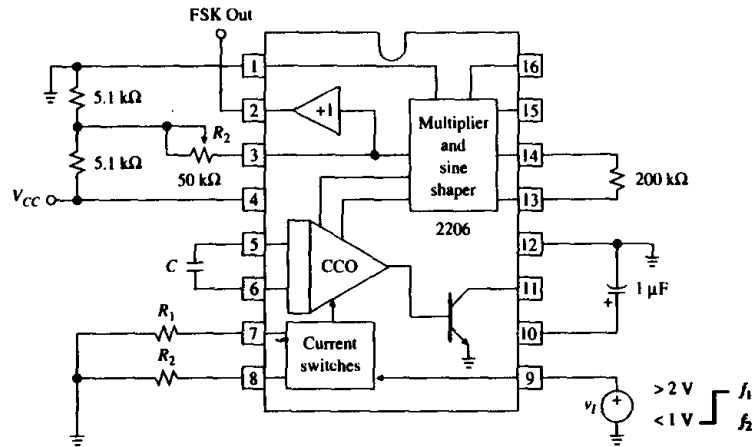 FSK Out
1
16
5.1 kΩ
2
+1
15
Multiplier
and
sine
shaper
R2
3
14
5.1 kΩ
50 kΩ
200 kΩ
VCC
4
13
2206
5
12
C
CCO
6
11
1 μF
+
R1
7
10
Current
switches
R2
8
9
vI
+
> 2 V
f1
< 1 V
f2